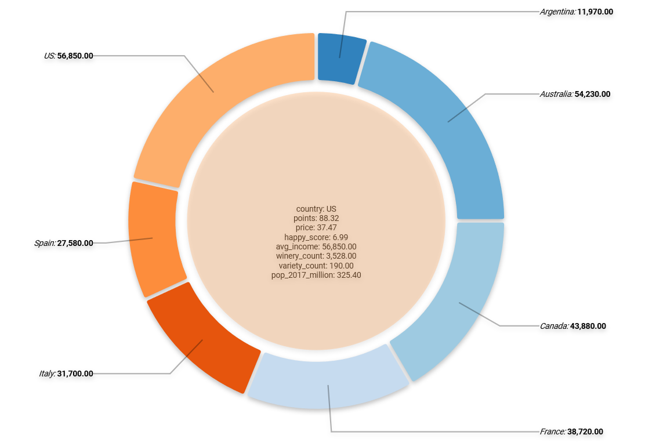 Argentina: 11,970.00
US: 56,850.00
Australia: 54,230.00
country: US
points: 88.32
price: 37.47
happy_score: 6.99
avg_income: 56,850.00
winery_count: 3,528.00
variety_count: 190.00
pop_2017_million: 325.40
Spain: 27,580.00
Canada: 43,880.00
Italy: 31,700.00
France: 38,720.00